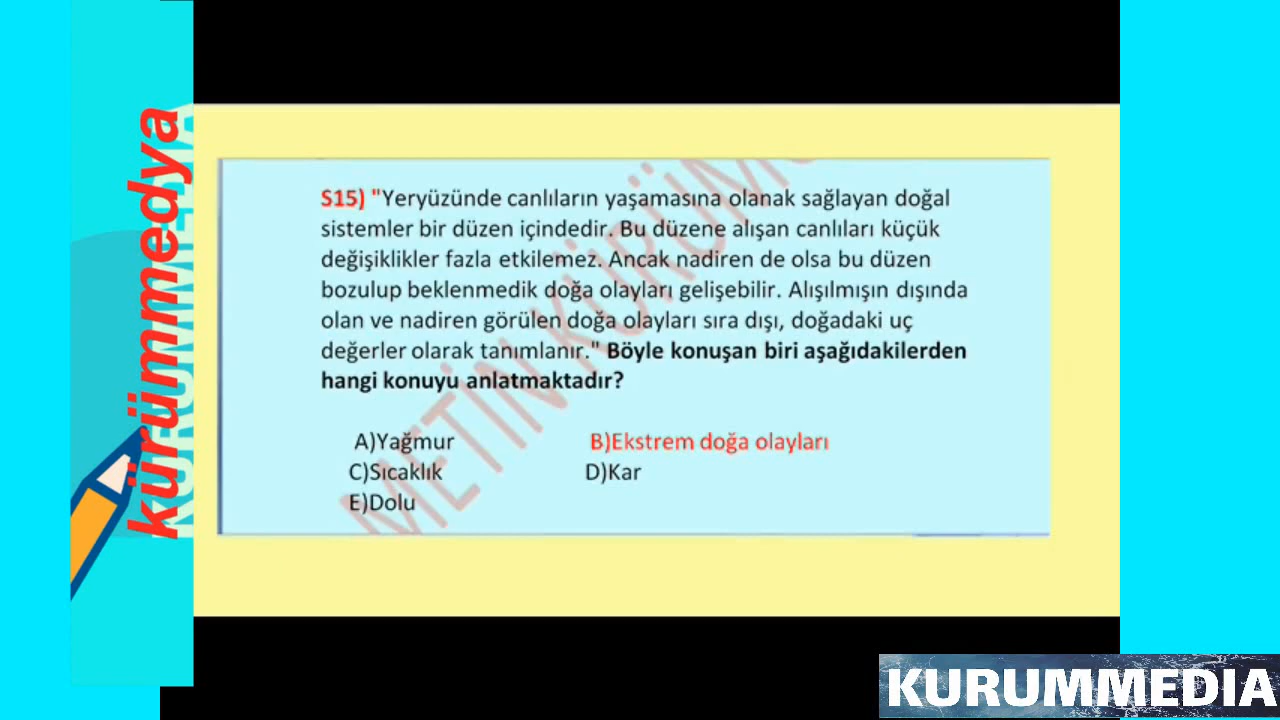 kürümmedya
KURUMMEDIA
S15) "Yeryüzünde canlıların yaşamasına olanak sağlayan doğal
sistemler bir düzen içindedir. Bu düzene alışan canlıları küçük
değişiklikler fazla etkilemez. Ancak nadiren de olsa bu düzen
bozulup beklenmedik doğa olayları gelişebilir. Alışılmışın dışında
olan ve nadiren görülen doğa olayları sıra dışı, doğadaki uç
değerler olarak tanımlanır." Böyle konuşan biri aşağıdakilerden
hangi konuyu anlatmaktadır?
A)Yağmur B)Ekstrem doğa olayları
C)Sıcaklık D)Kar
E)Dolu
METİN KÜRÜM
KURUMMEDIA